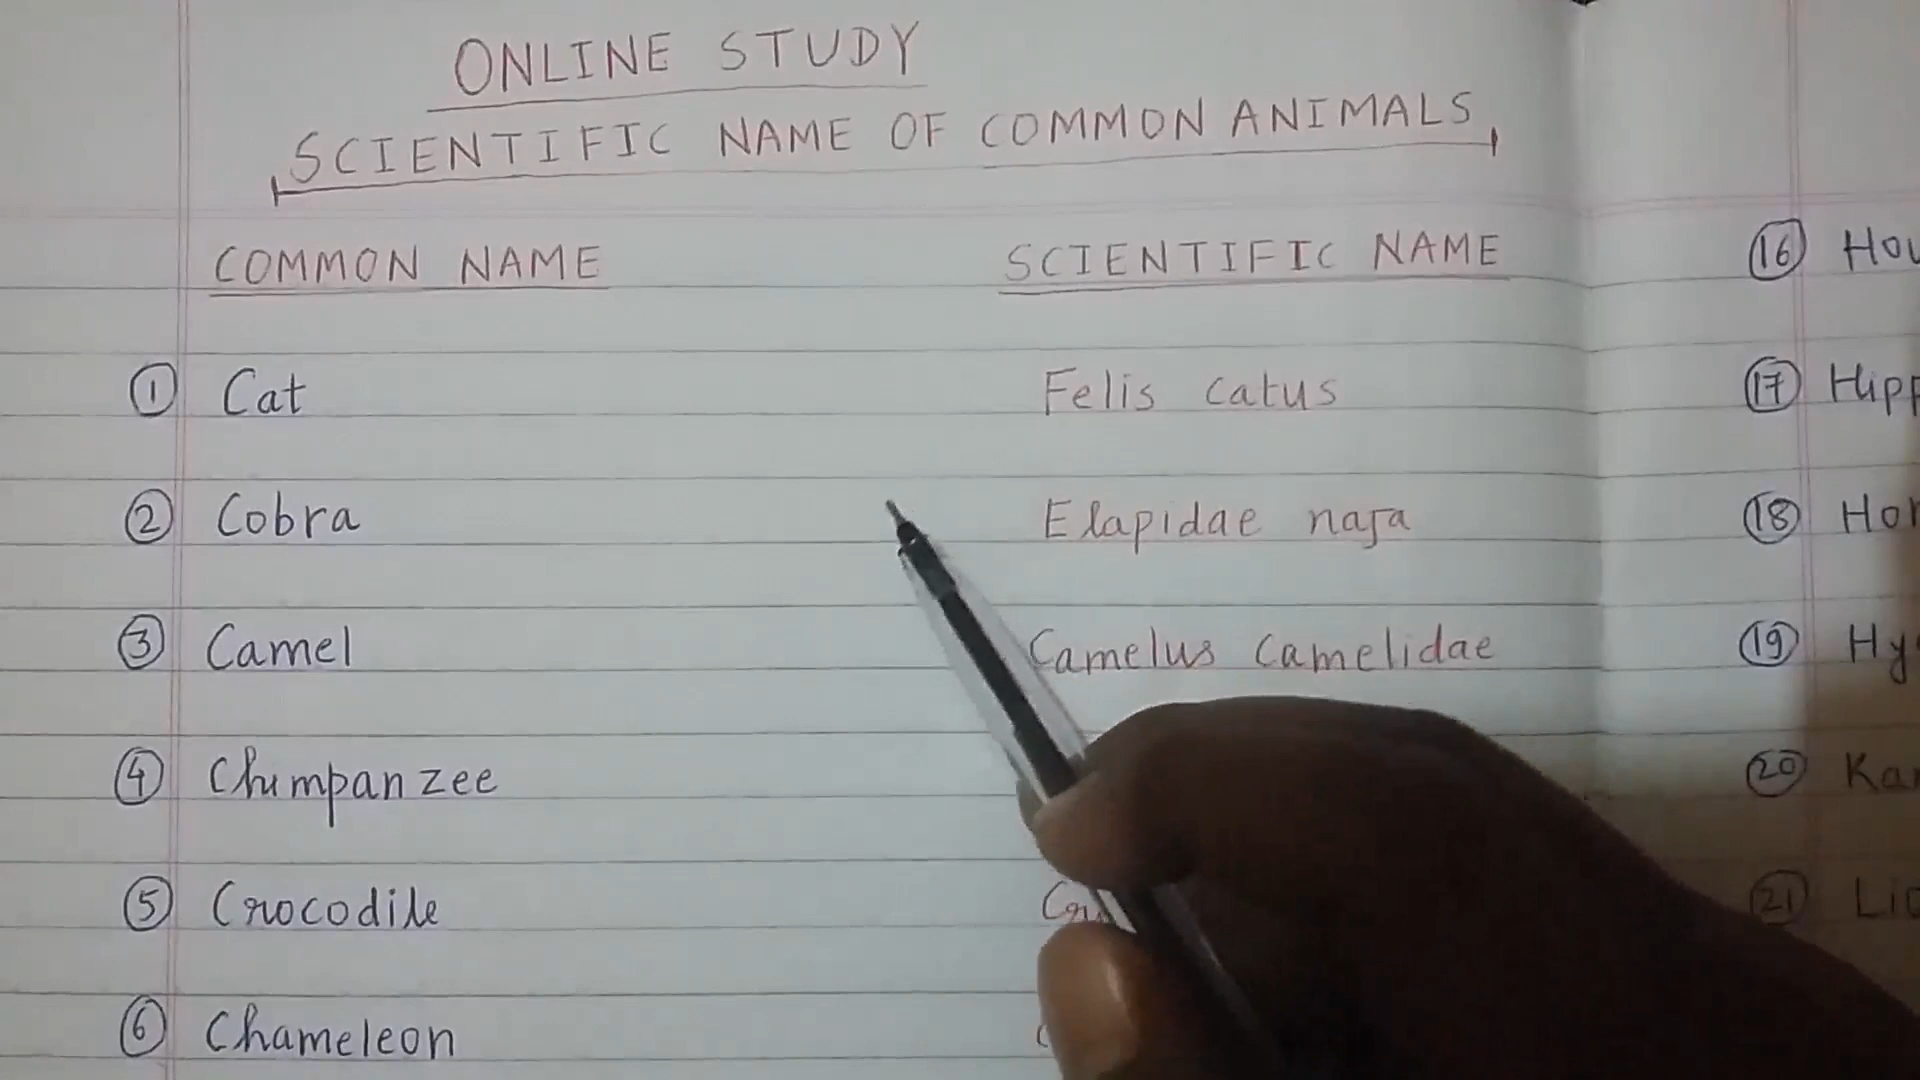 ONLINE STUDY
SCIENTIFIC NAME OF COMMON ANIMALS
COMMON NAME SCIENTIFIC NAME
① Cat Felis catus
② Cobra Elapidae naja
③ Camel Camelus camelidae
④ Chimpanzee
⑤ Crocodile
⑥ Chameleon
⑯
⑰
⑱
⑲
⑳
㉑